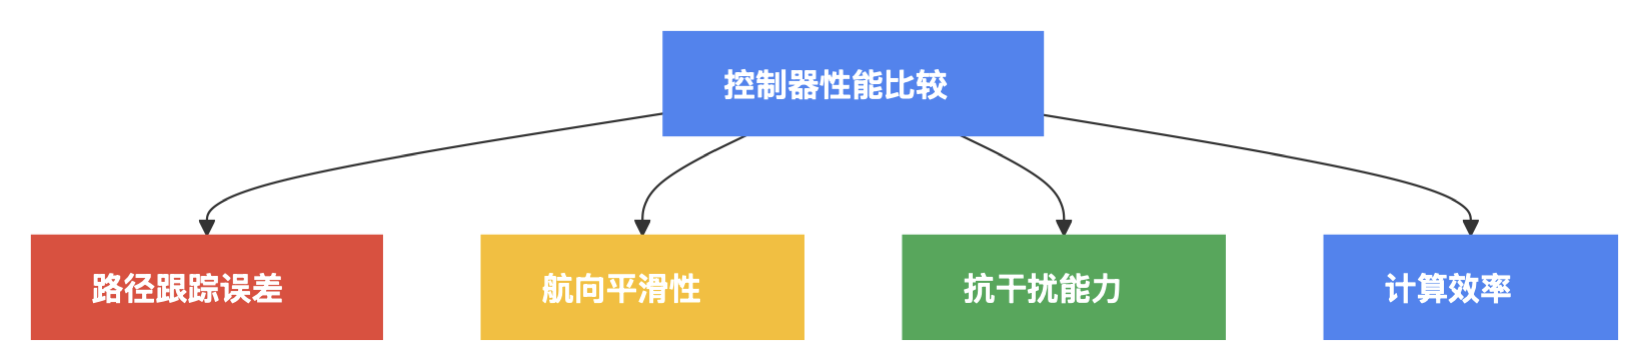 控制器性能比较
路径跟踪误差
航向平滑性
抗干扰能力
计算效率